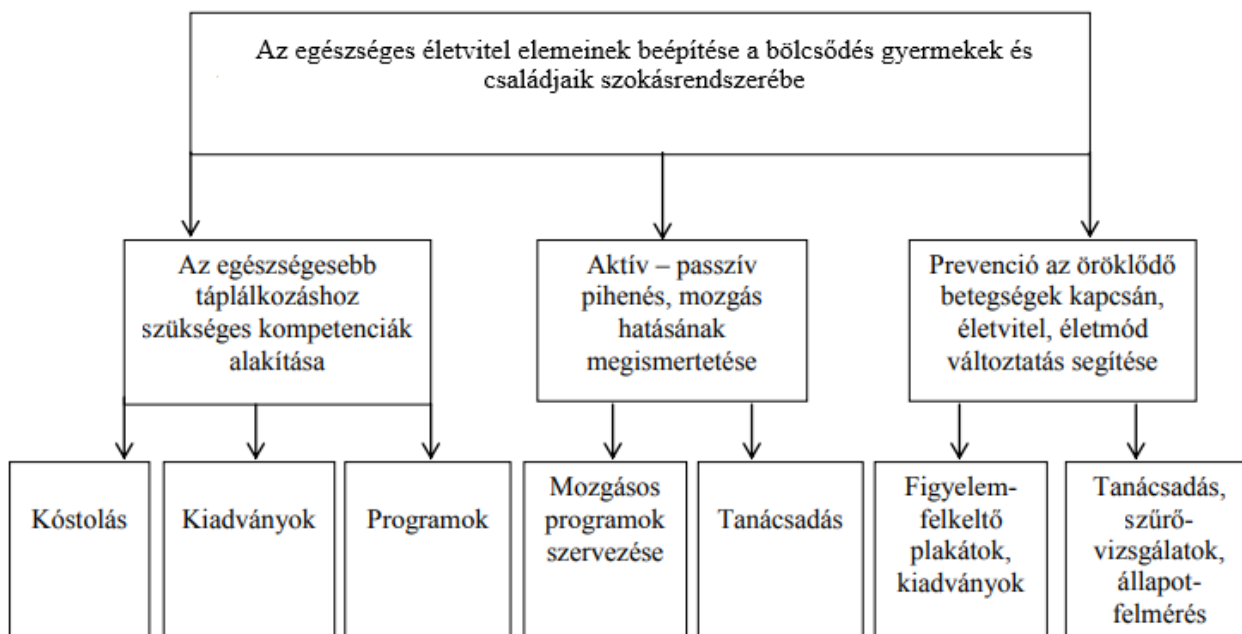 Az egészséges életvitel elemeinek beépítése a bölcsődés gyermekek és
családjaik szokásrendszerébe
Az egészségesebb
táplálkozáshoz
szükséges kompetenciák
alakítása
Aktív – passzív
pihenés, mozgás
hatásának
megismertetése
Prevenció az öröklődő
betegségek kapcsán,
életvitel, életmód
változtatás segítése
Kóstolás
Kiadványok
Programok
Mozgásos
programok
szervezése
Tanácsadás
Figyelem-
felkeltő
plakátok,
kiadványok
Tanácsadás,
szűrő-
vizsgálatok,
állapot-
felmérés